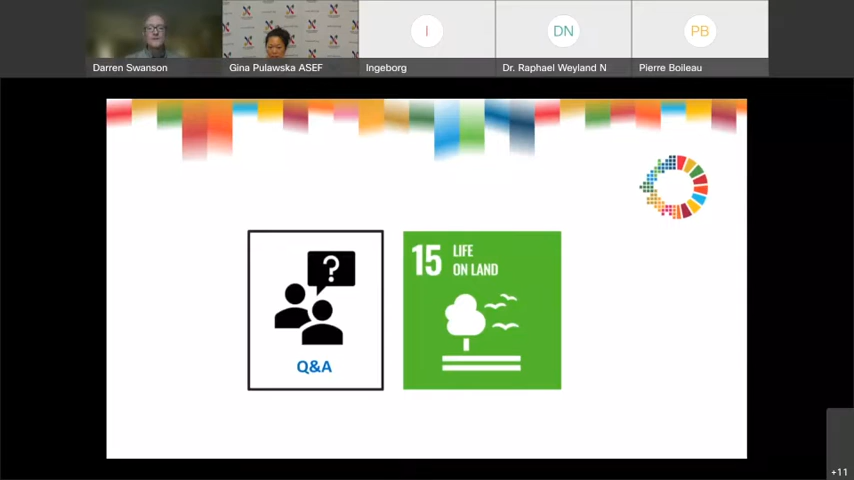 Darren Swanson
Gina Pulawska ASEF
I
Ingeborg
DN
Dr. Raphael Weyland N
PB
Pierre Boileau
?
Q&A
15 LIFE
ON LAND
+11